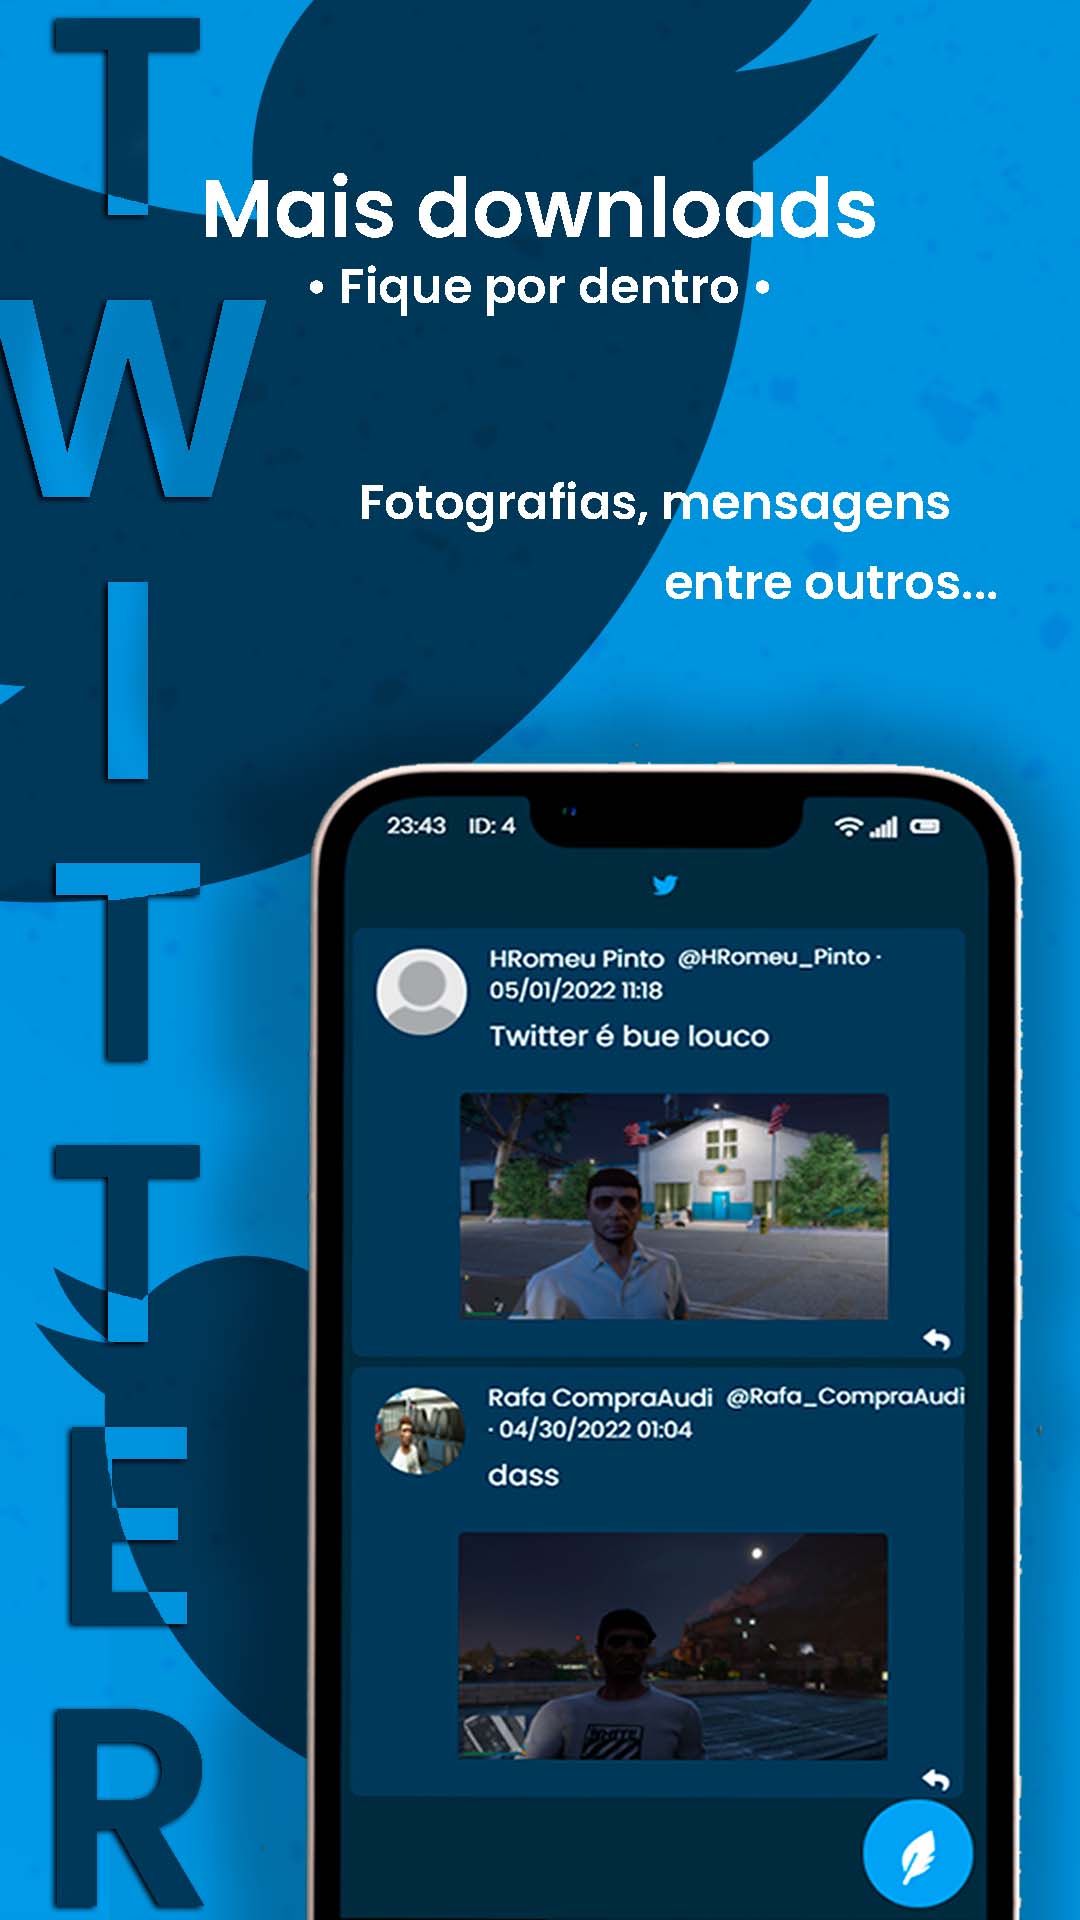 TWITTER
Mais downloads
• Fique por dentro •
Fotografias, mensagens
entre outros...
23:43 ID: 4
HRomeu Pinto @HRomeu_Pinto ·
05/01/2022 11:18
Twitter é bue louco
Rafa CompraAudi @Rafa_CompraAudi
· 04/30/2022 01:04
dass
WHITE